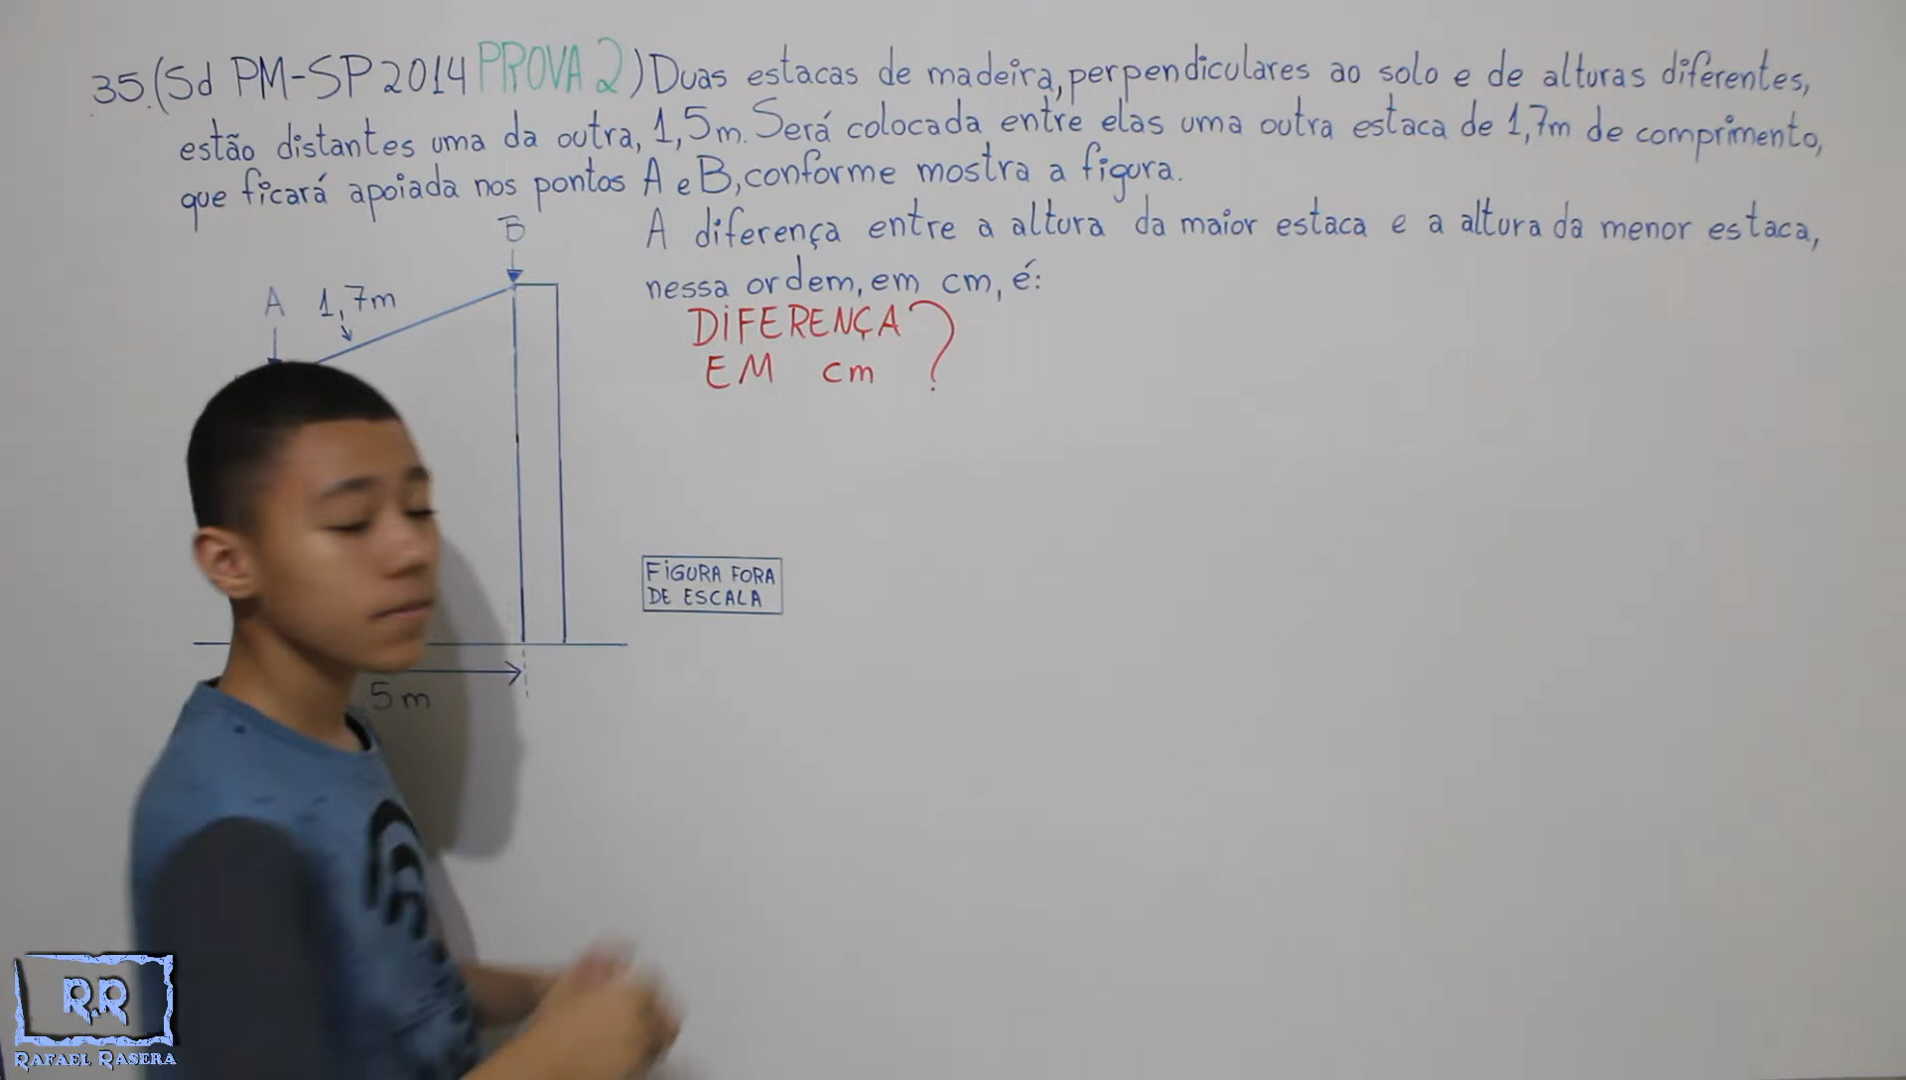 35.(Sd PM-SP 2014 PROVA 2) Duas estacas de madeira, perpendiculares ao solo e de alturas diferentes,
estão distantes uma da outra, 1,5m. Será colocada entre elas uma outra estaca de 1,7m de comprimento,
que ficará apoiada nos pontos A e B, conforme mostra a figura.
A diferença entre a altura da maior estaca e a altura da menor estaca,
nessa ordem, em cm, é:
DIFERENÇA
EM cm ?
B
A 1,7m
FIGURA FORA
DE ESCALA
5m
R.R
RAFAEL RASERA